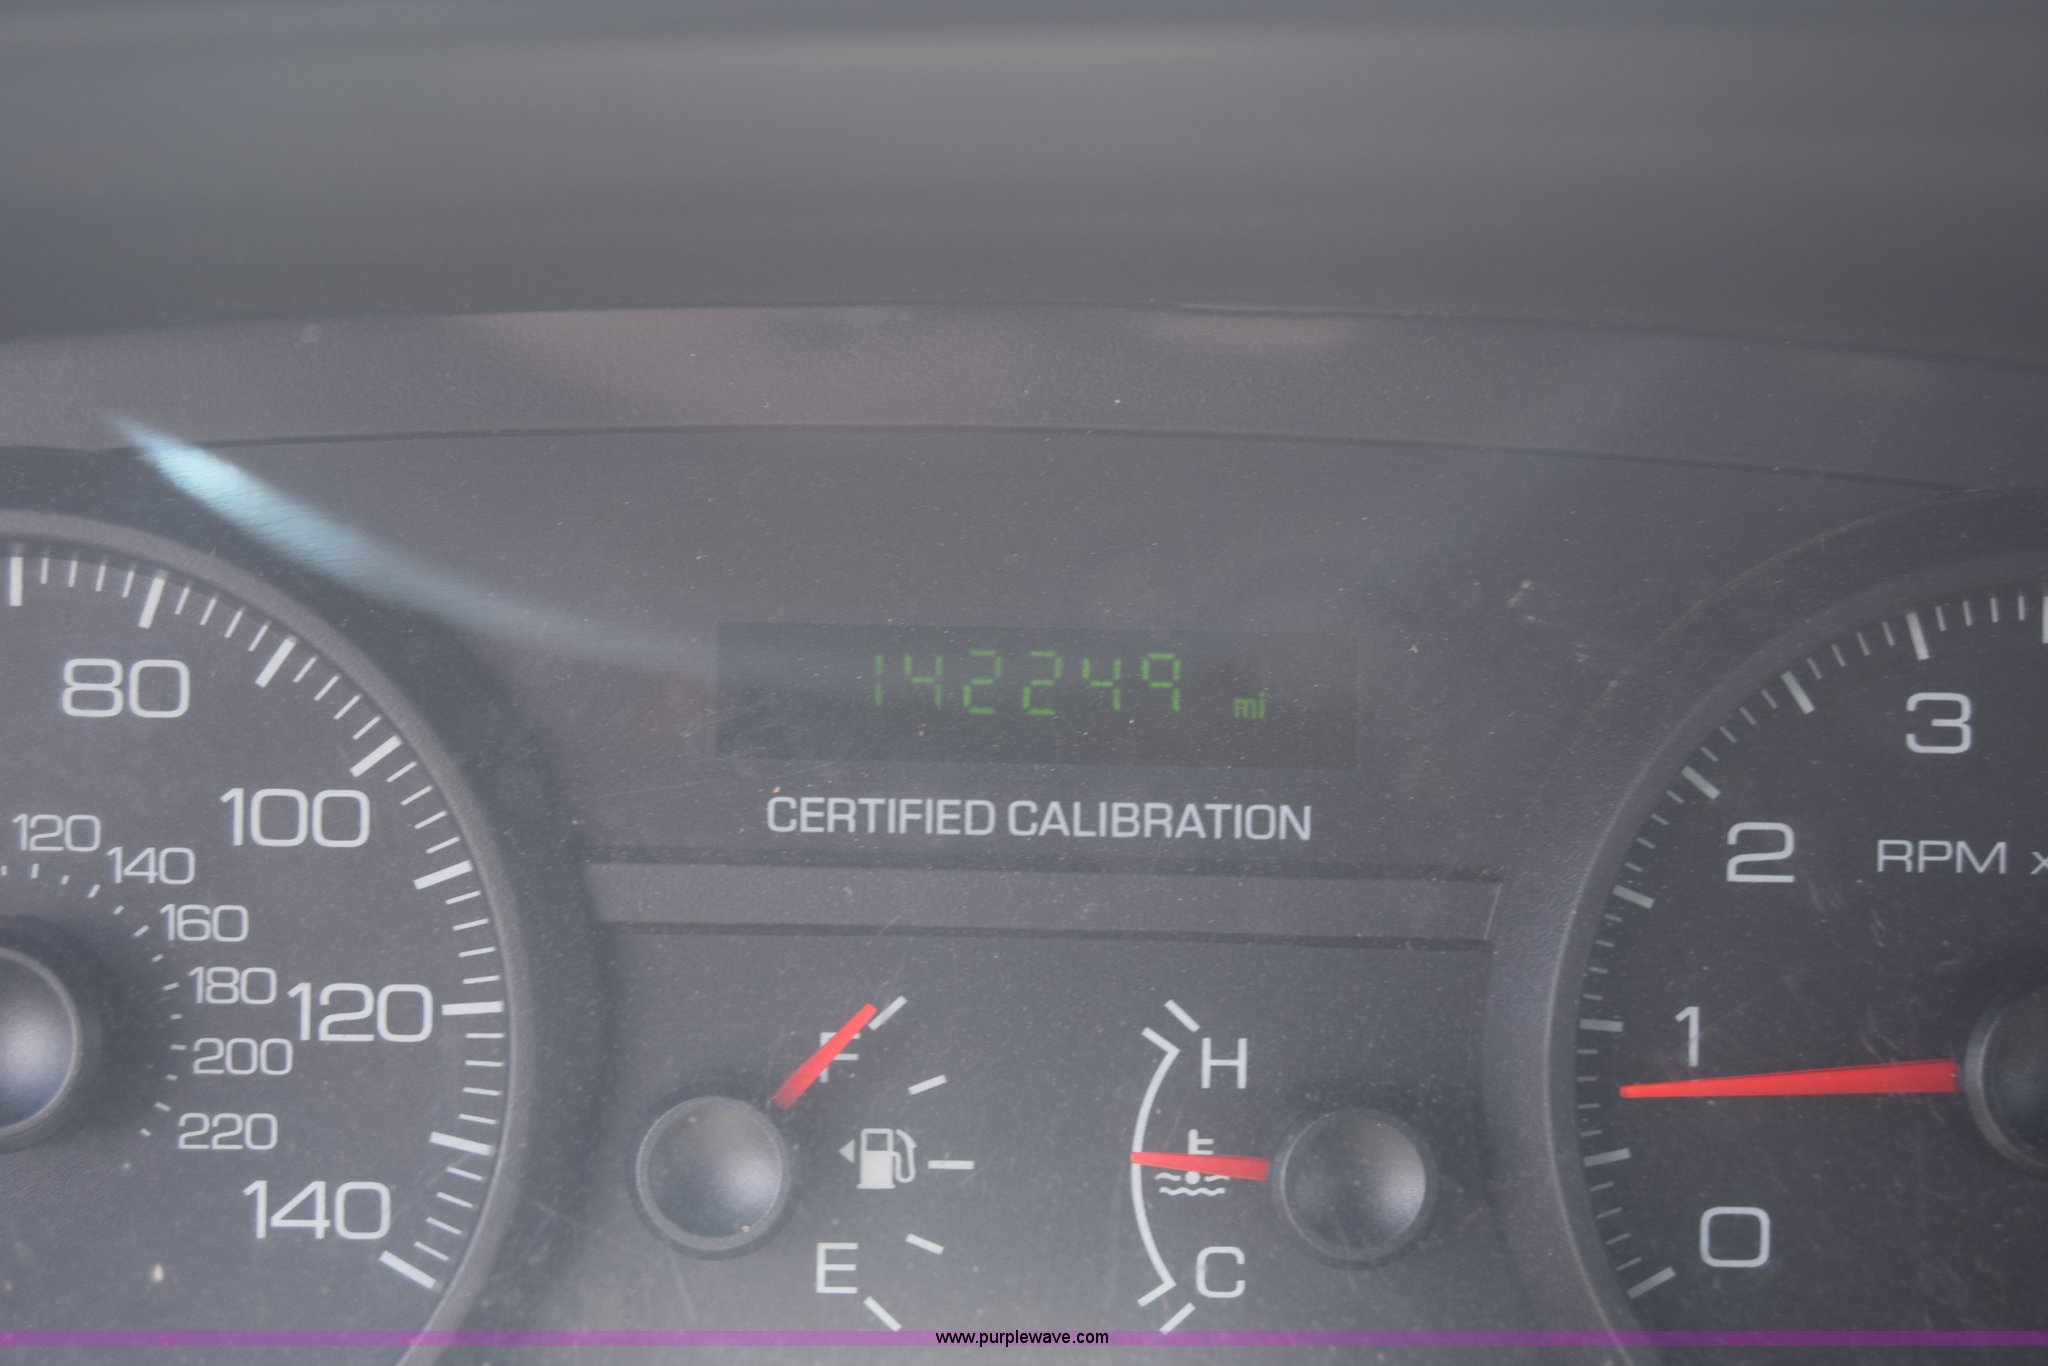 142249 mi
CERTIFIED CALIBRATION
80
100
120
140
120
140
160
180
200
220
F
E
H
C
3
2
RPM x
1
0
www.purplewave.com